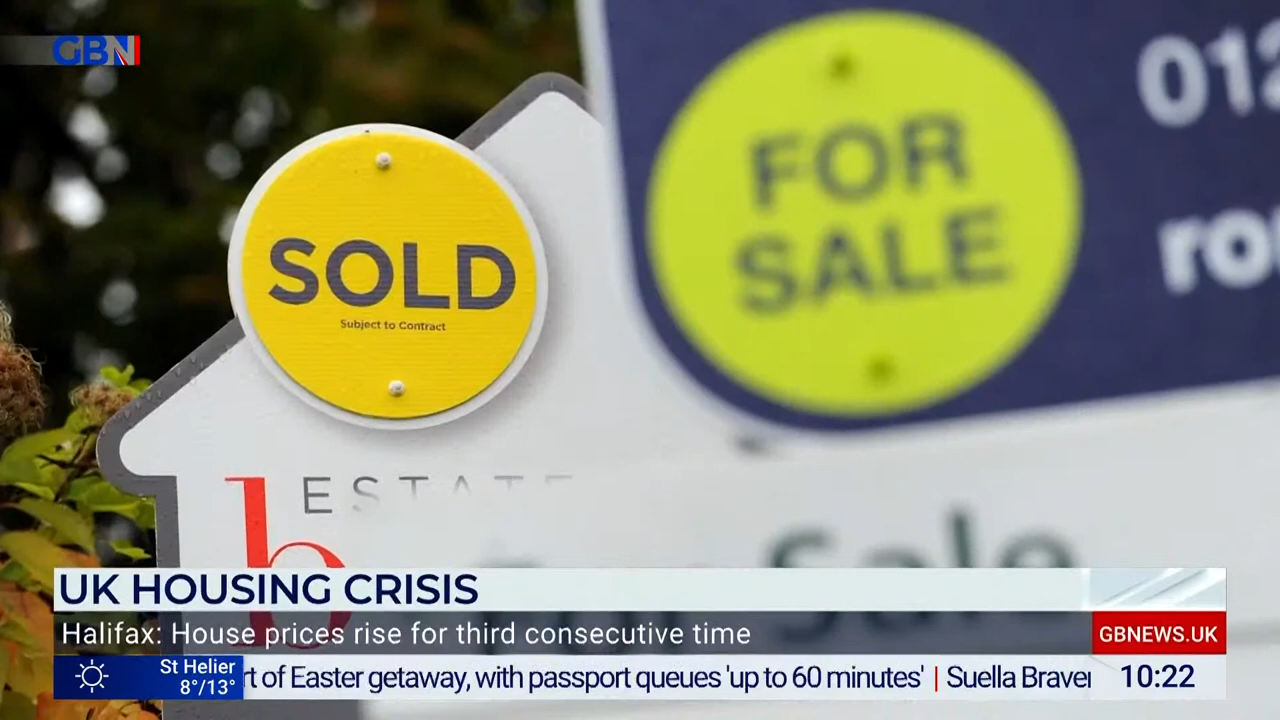 GBN
SOLD
Subject to Contract
FOR
SALE
012
ESTATE
b
Sale
UK HOUSING CRISIS
Halifax: House prices rise for third consecutive time
GBNEWS.UK
St Helier
8°/13°
rt of Easter getaway, with passport queues 'up to 60 minutes' | Suella Braver
10:22